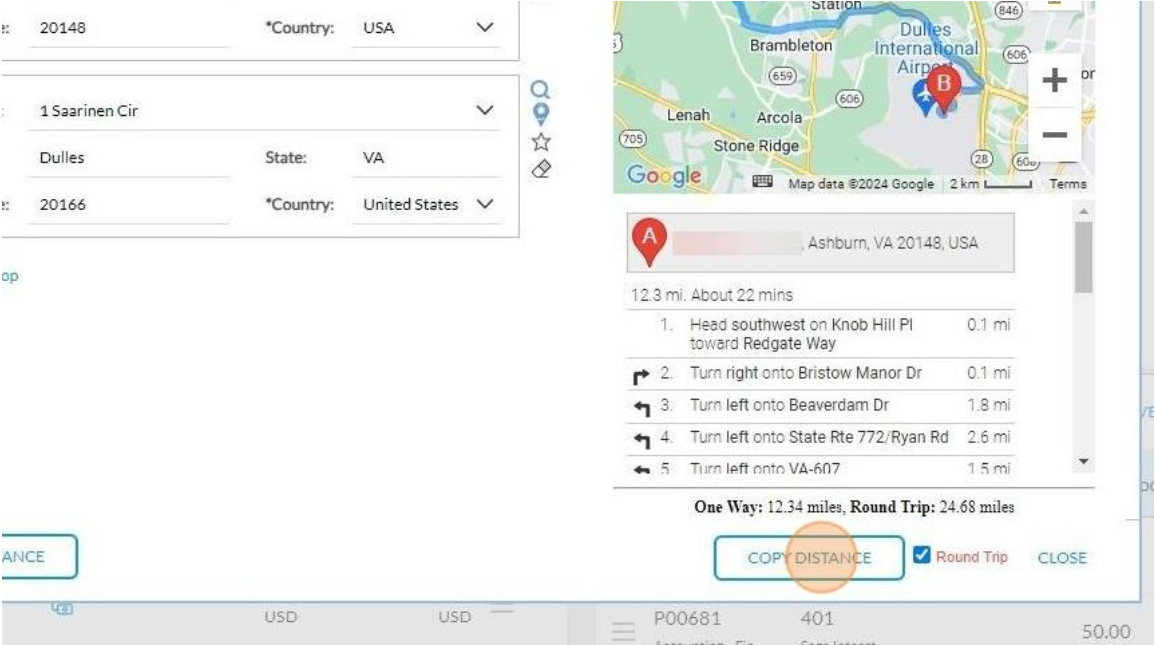 20148 *Country: USA
1 Saarinen Cir
Dulles State: VA
20166 *Country: United States
op
ANCE
USD USD
Station
846
Dulles
International
Airport
Brambleton
659
606
606
B
Lenah
Arcola
705
Stone Ridge
28
Google Map data ©2024 Google 2 km Terms
A , Ashburn, VA 20148, USA
12.3 mi. About 22 mins
1. Head southwest on Knob Hill Pl 0.1 mi
toward Redgate Way
2. Turn right onto Bristow Manor Dr 0.1 mi
3. Turn left onto Beaverdam Dr 1.8 mi
4. Turn left onto State Rte 772/Ryan Rd 2.6 mi
5 Turn left onto VA-607 1.5 mi
One Way: 12.34 miles, Round Trip: 24.68 miles
COPY DISTANCE Round Trip CLOSE
P00681 401 50.00